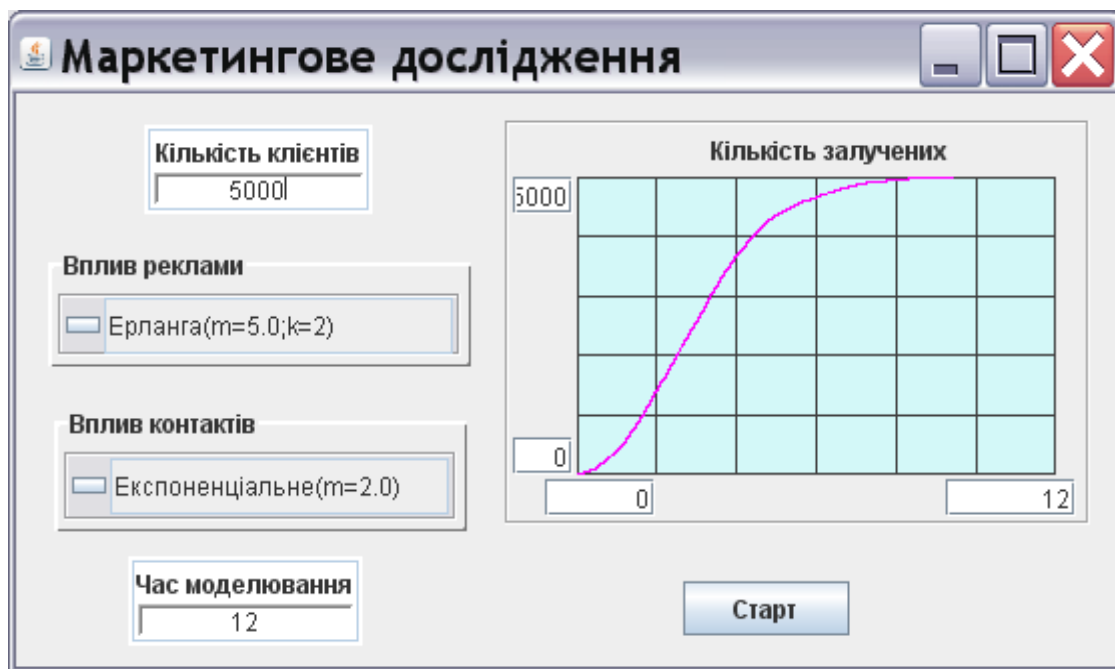 Маркетингове дослідження
Кількість клієнтів
5000
Вплив реклами
Ерланга(m=5.0;k=2)
Вплив контактів
Експоненціальне(m=2.0)
Час моделювання
12
Кількість залучених
5000
0
0
12
Старт